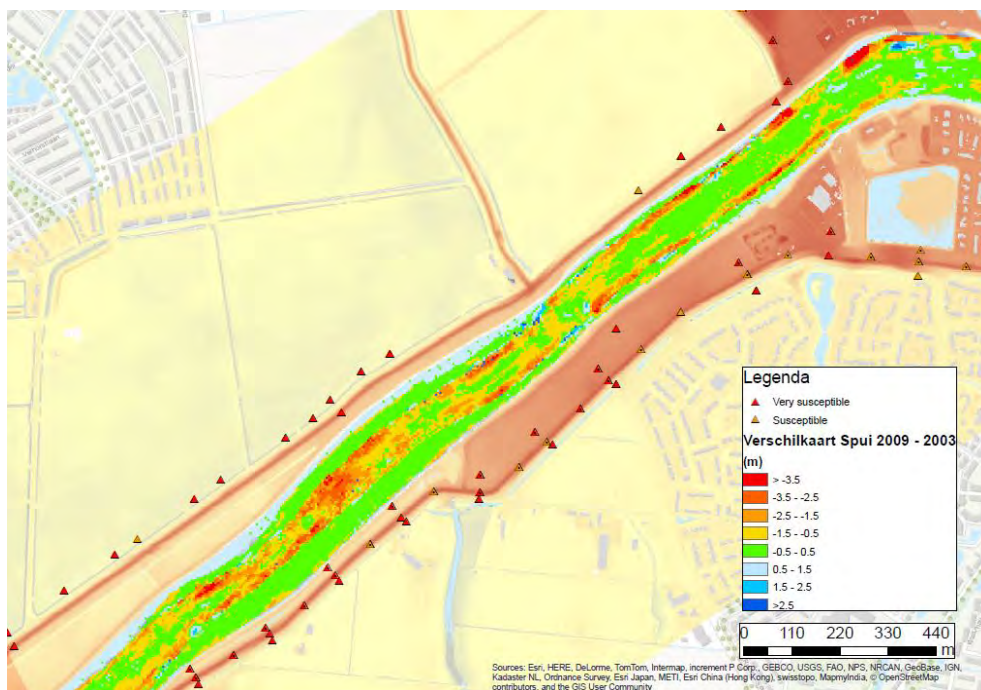 Legenda
Very susceptible
Susceptible
Verschilkaart Spui 2009 - 2003
(m)
> -3.5
-3.5 - -2.5
-2.5 - -1.5
-1.5 - -0.5
-0.5 - 0.5
0.5 - 1.5
1.5 - 2.5
>2.5
0 110 220 330 440
m
Sources: Esri, HERE, DeLorme, TomTom, Intermap, increment P Corp., GEBCO, USGS, FAO, NPS, NRCAN, GeoBase, IGN,
Kadaster NL, Ordnance Survey, Esri Japan, METI, Esri China (Hong Kong), swisstopo, MapmyIndia, © OpenStreetMap
contributors, and the GIS User Community